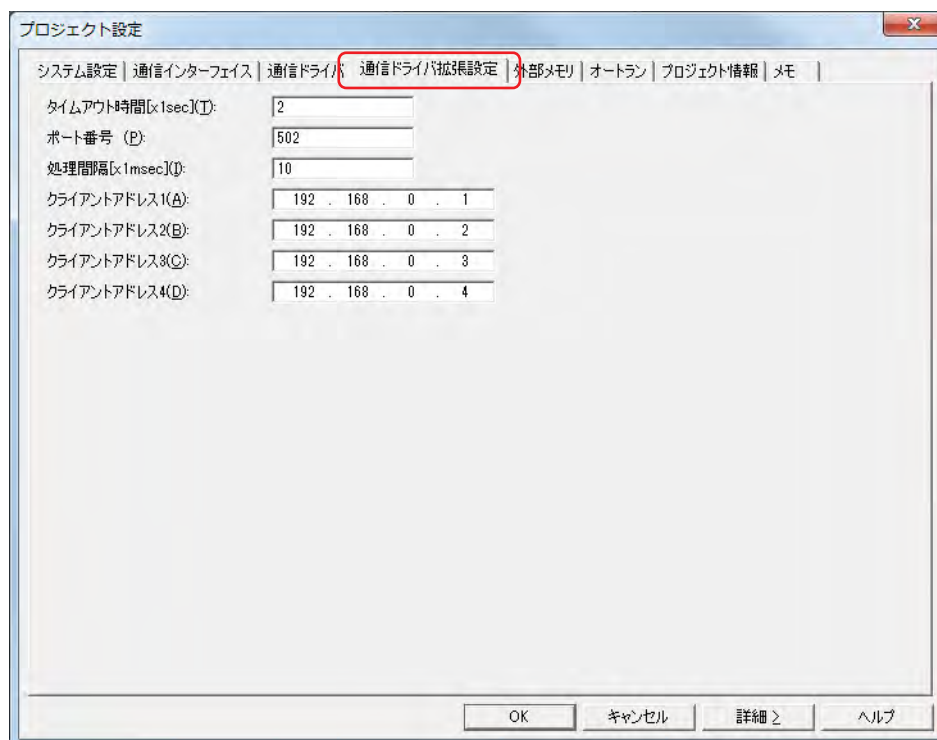 プロジェクト設定
システム設定 通信インターフェイス 通信ドライバ 通信ドライバ拡張設定 外部メモリ オートラン プロジェクト情報 メモ
タイムアウト時間[x1sec](T): 2
ポート番号 (P): 502
処理間隔[x1msec](I): 10
クライアントアドレス1(A): 192 . 168 . 0 . 1
クライアントアドレス2(B): 192 . 168 . 0 . 2
クライアントアドレス3(C): 192 . 168 . 0 . 3
クライアントアドレス4(D): 192 . 168 . 0 . 4
OK キャンセル 詳細 > ヘルプ